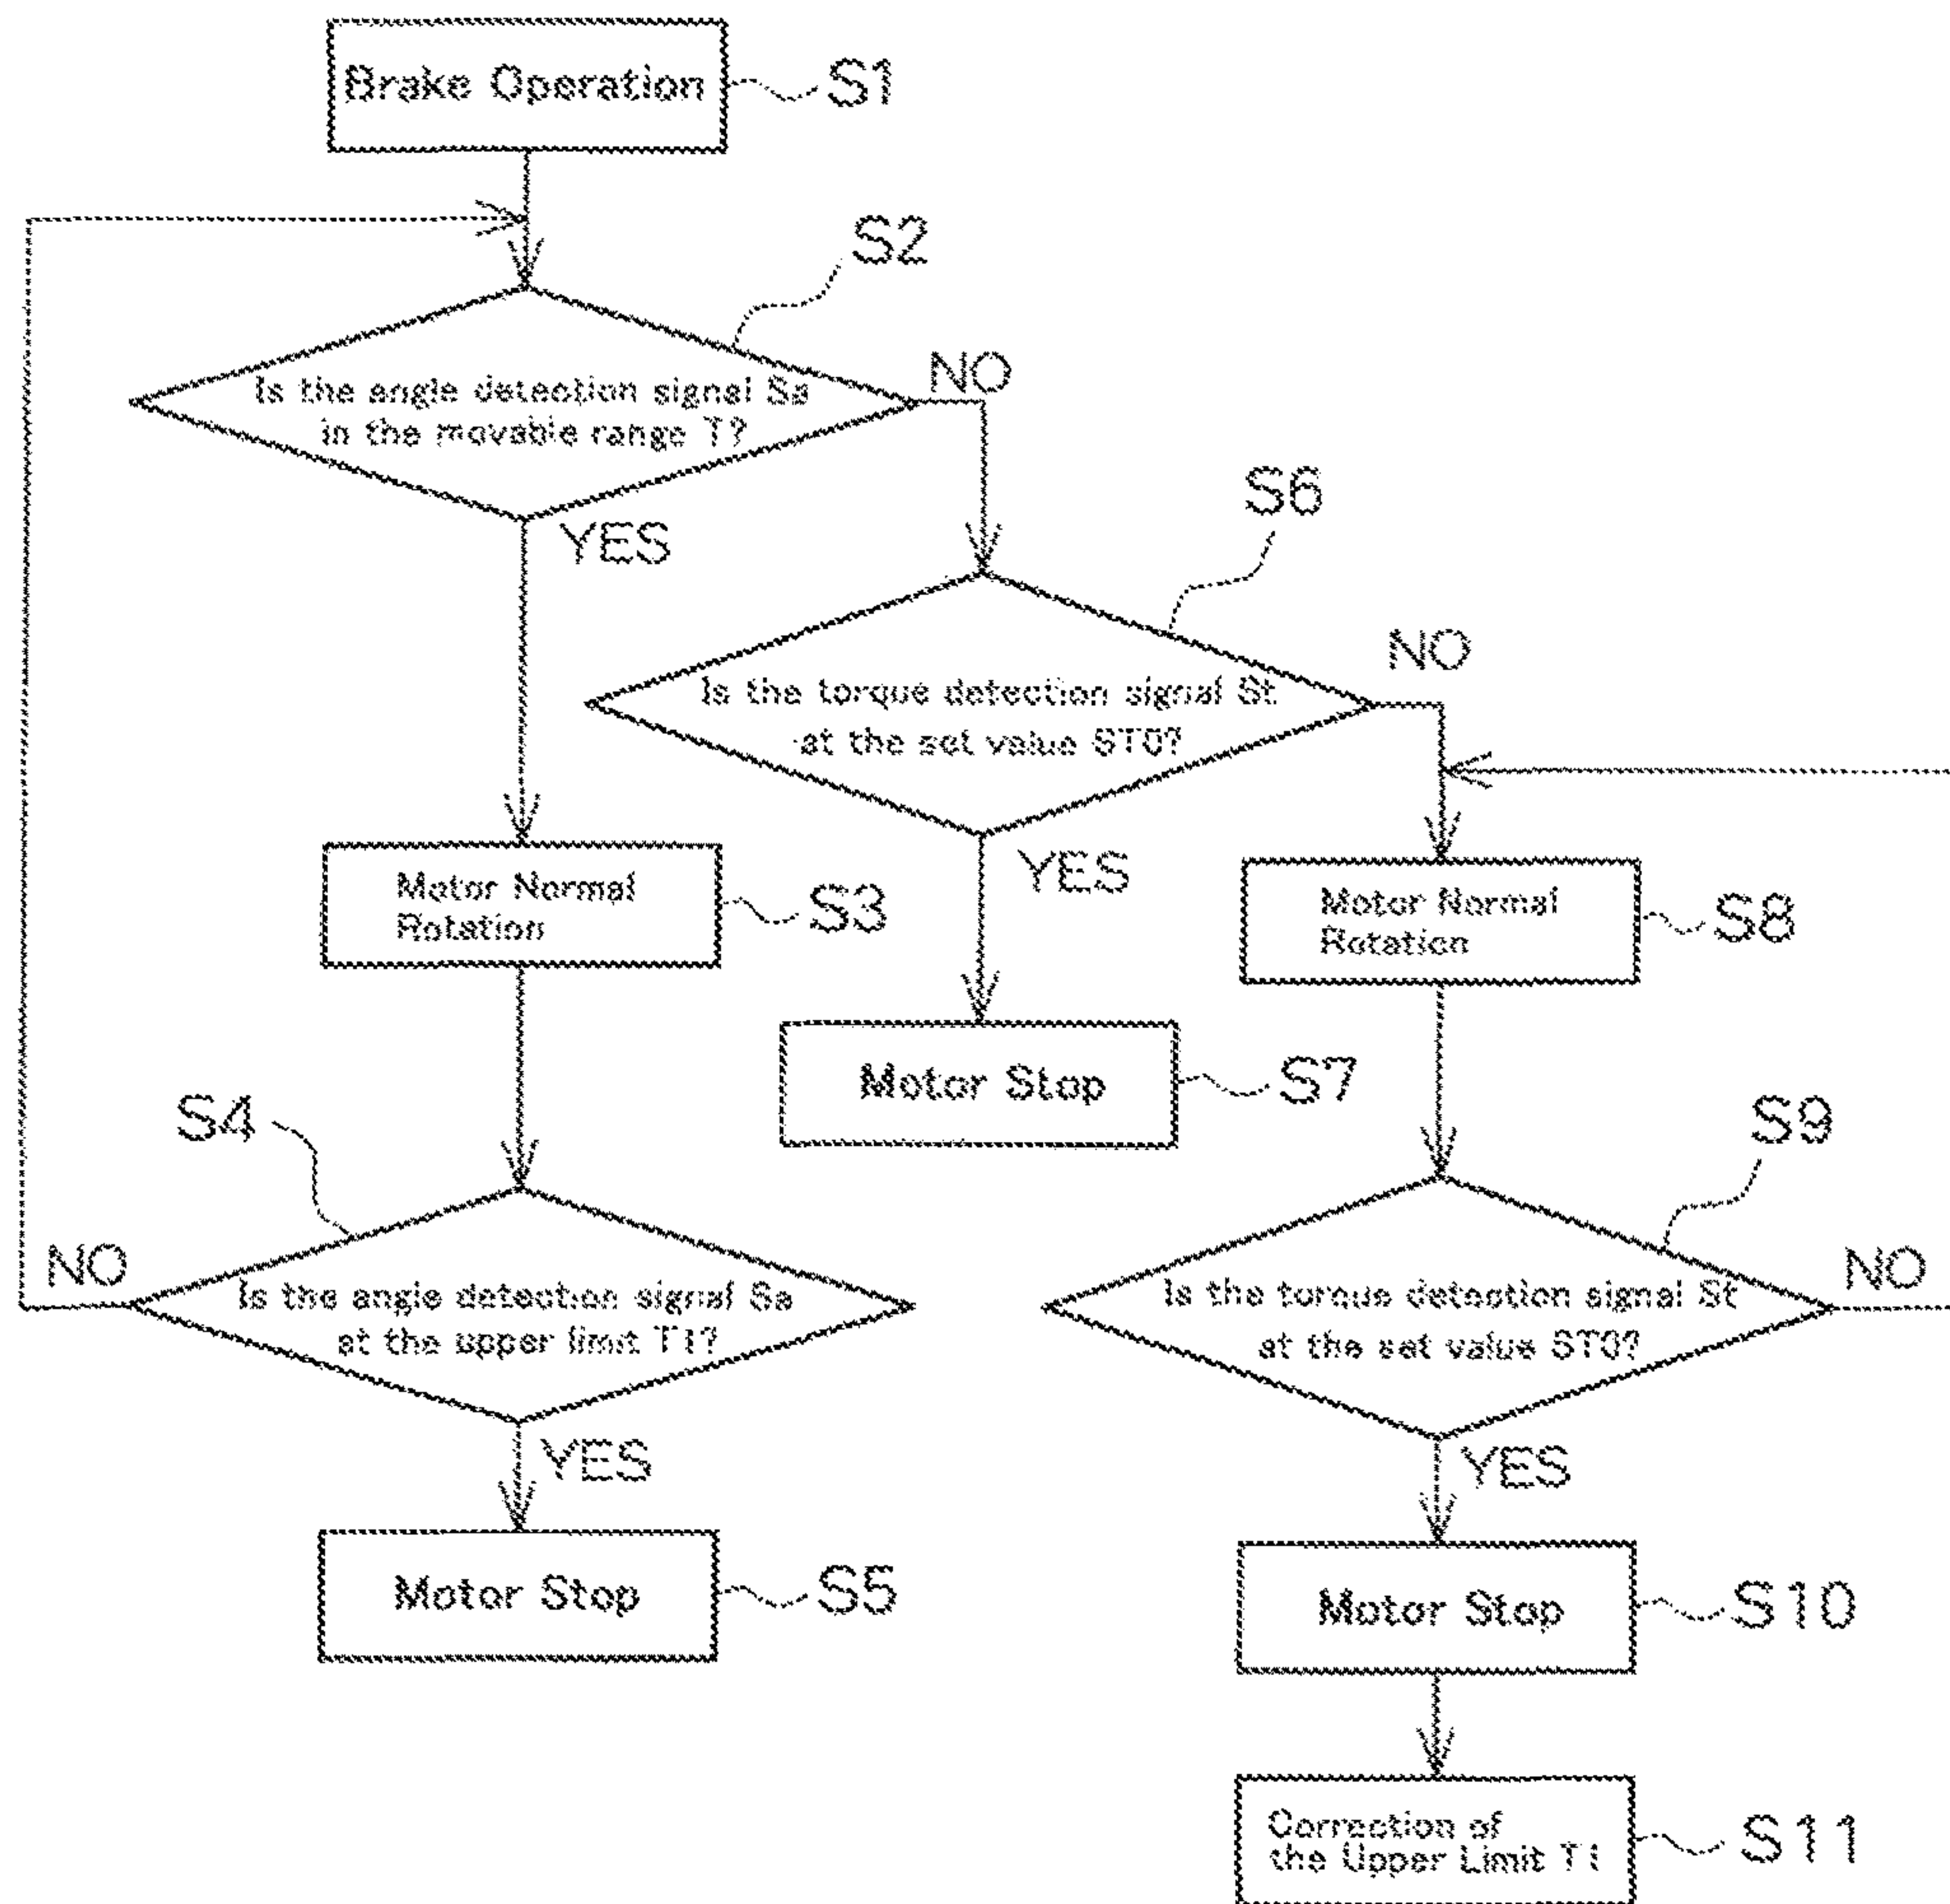 Brake Operation
S1
S2
Is the angle detection signal Sa
in the movable range T?
NO
YES
S6
Is the torque detection signal St
at the set value ST0?
NO
YES
Motor Normal
Rotation
S3
Motor Normal
Rotation
S8
Motor Stop
S7
S4
S9
NO
Is the angle detection signal Sa
at the upper limit T1?
YES
NO
Is the torque detection signal St
at the set value ST0?
YES
Motor Stop
S5
Motor Stop
S10
Correction of
the Upper Limit T1
S11